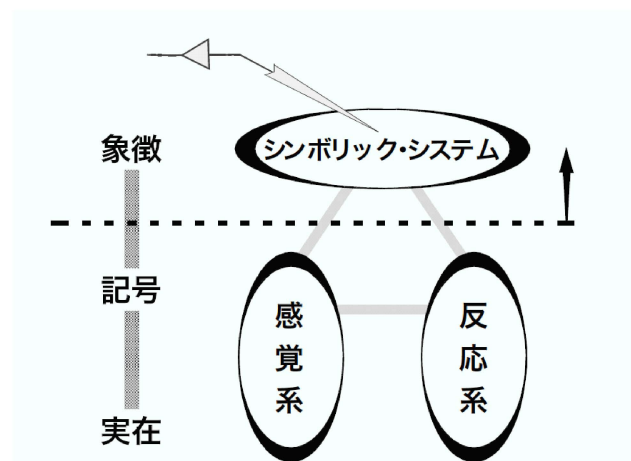 象徴
シンボリック・システム
記号
感覚系
反応系
実在